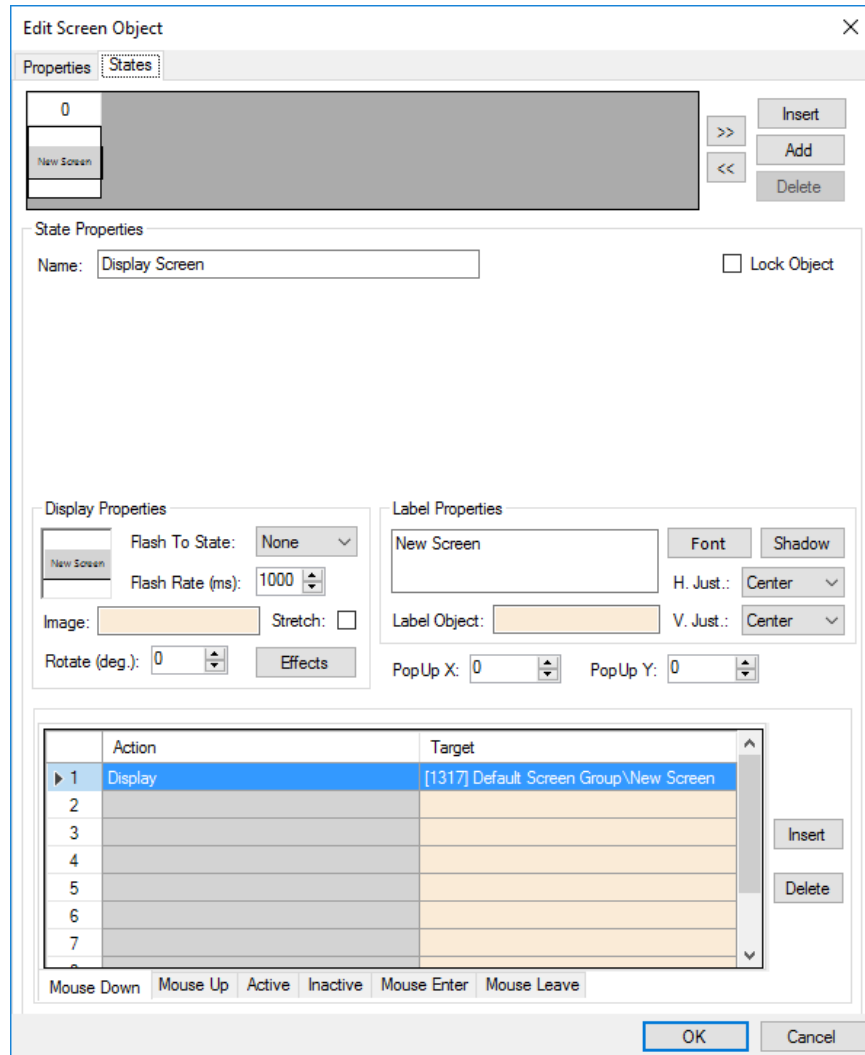 Edit Screen Object
Properties States
0
New Screen
>>
<<
Insert
Add
Delete
State Properties
Name: Display Screen
Lock Object
Display Properties
New Screen
Flash To State: None
Flash Rate (ms): 1000
Image: Stretch:
Rotate (deg.): 0 Effects
Label Properties
New Screen
Font Shadow
H. Just.: Center
Label Object: V. Just.: Center
PopUp X: 0 PopUp Y: 0
Action Target
1 Display [1317] Default Screen Group\New Screen
2
3
4
5
6
7
Insert
Delete
Mouse Down Mouse Up Active Inactive Mouse Enter Mouse Leave
OK Cancel